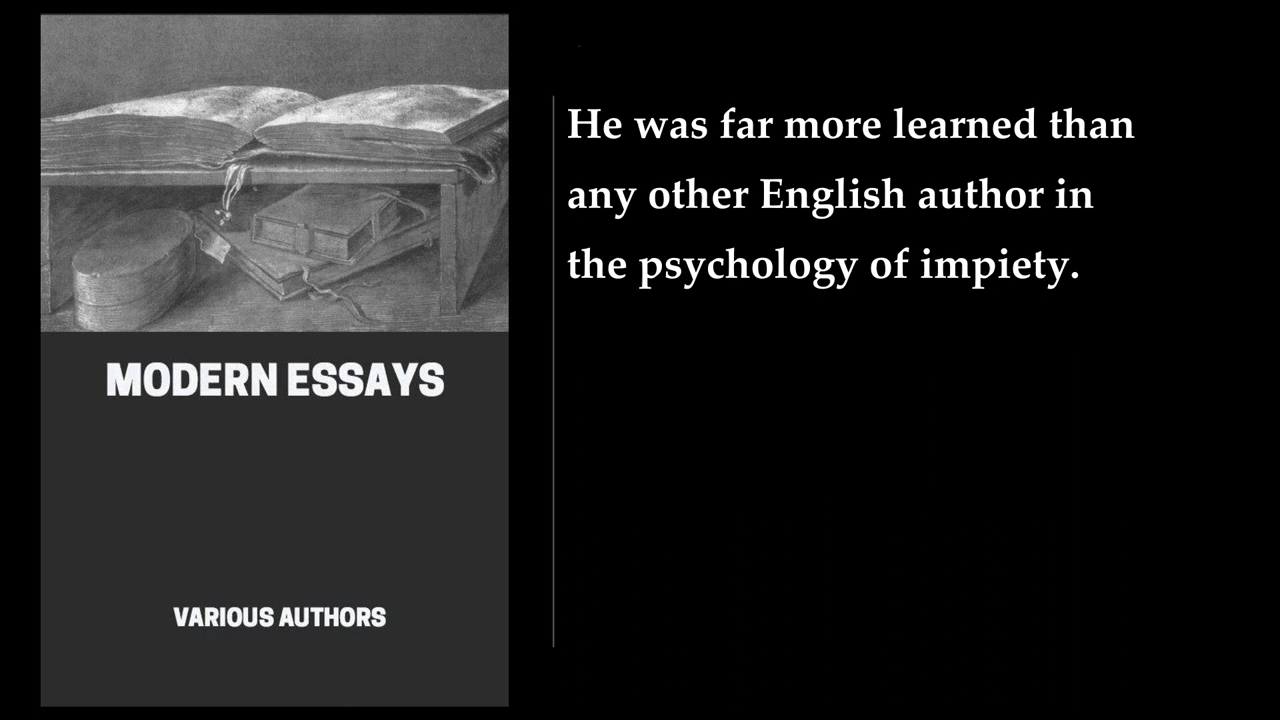 MODERN ESSAYS
VARIOUS AUTHORS
He was far more learned than
any other English author in
the psychology of impiety.